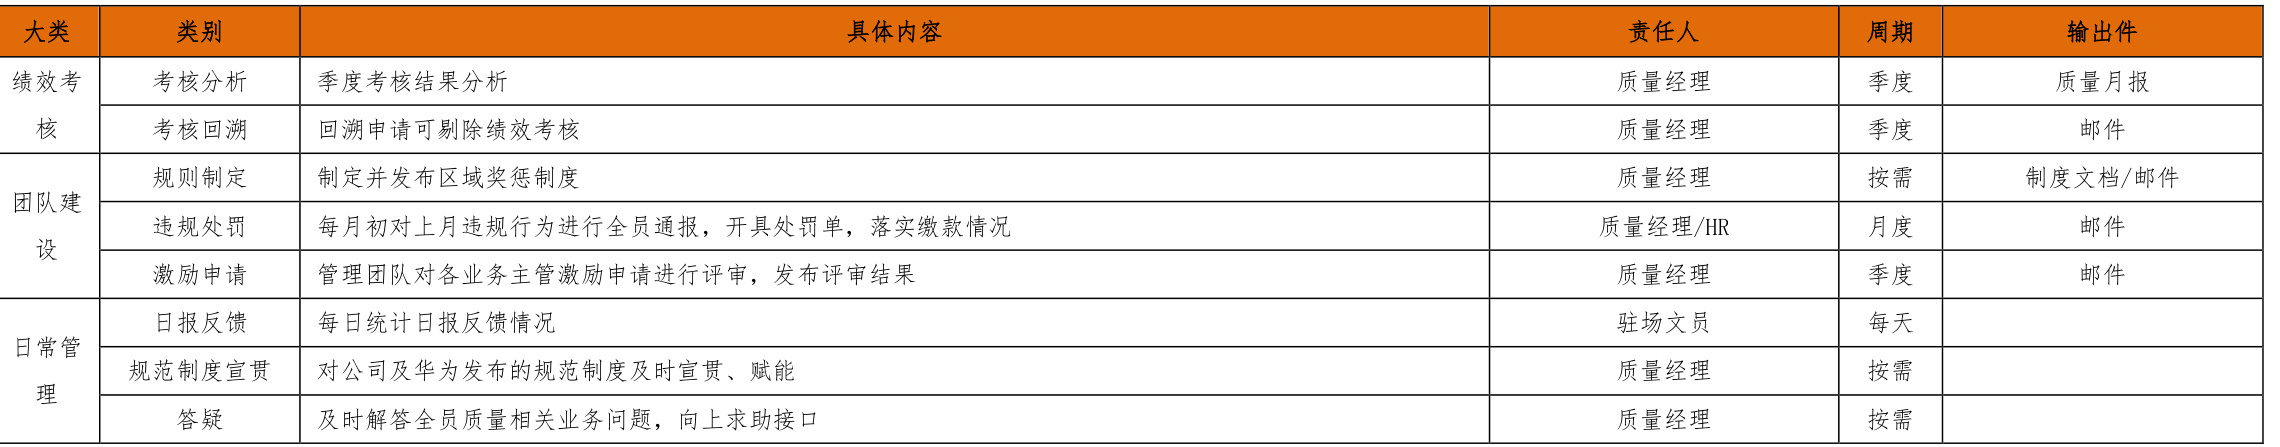 大类 类别 具体内容 责任人 周期 输出件
绩效考核 考核分析 季度考核结果分析 质量经理 季度 质量月报
考核回溯 回溯申请可剔除绩效考核 质量经理 季度 邮件
团队建设 规则制定 制定并发布区域奖惩制度 质量经理 按需 制度文档/邮件
违规处罚 每月初对上月违规行为进行全员通报，开具处罚单，落实缴款情况 质量经理/HR 月度 邮件
激励申请 管理团队对各业务主管激励申请进行评审，发布评审结果 质量经理 季度 邮件
日常管理 日报反馈 每日统计日报反馈情况 驻场文员 每天
规范制度宣贯 对公司及华为发布的规范制度及时宣贯、赋能 质量经理 按需
答疑 及时解答全员质量相关业务问题，向上求助接口 质量经理 按需